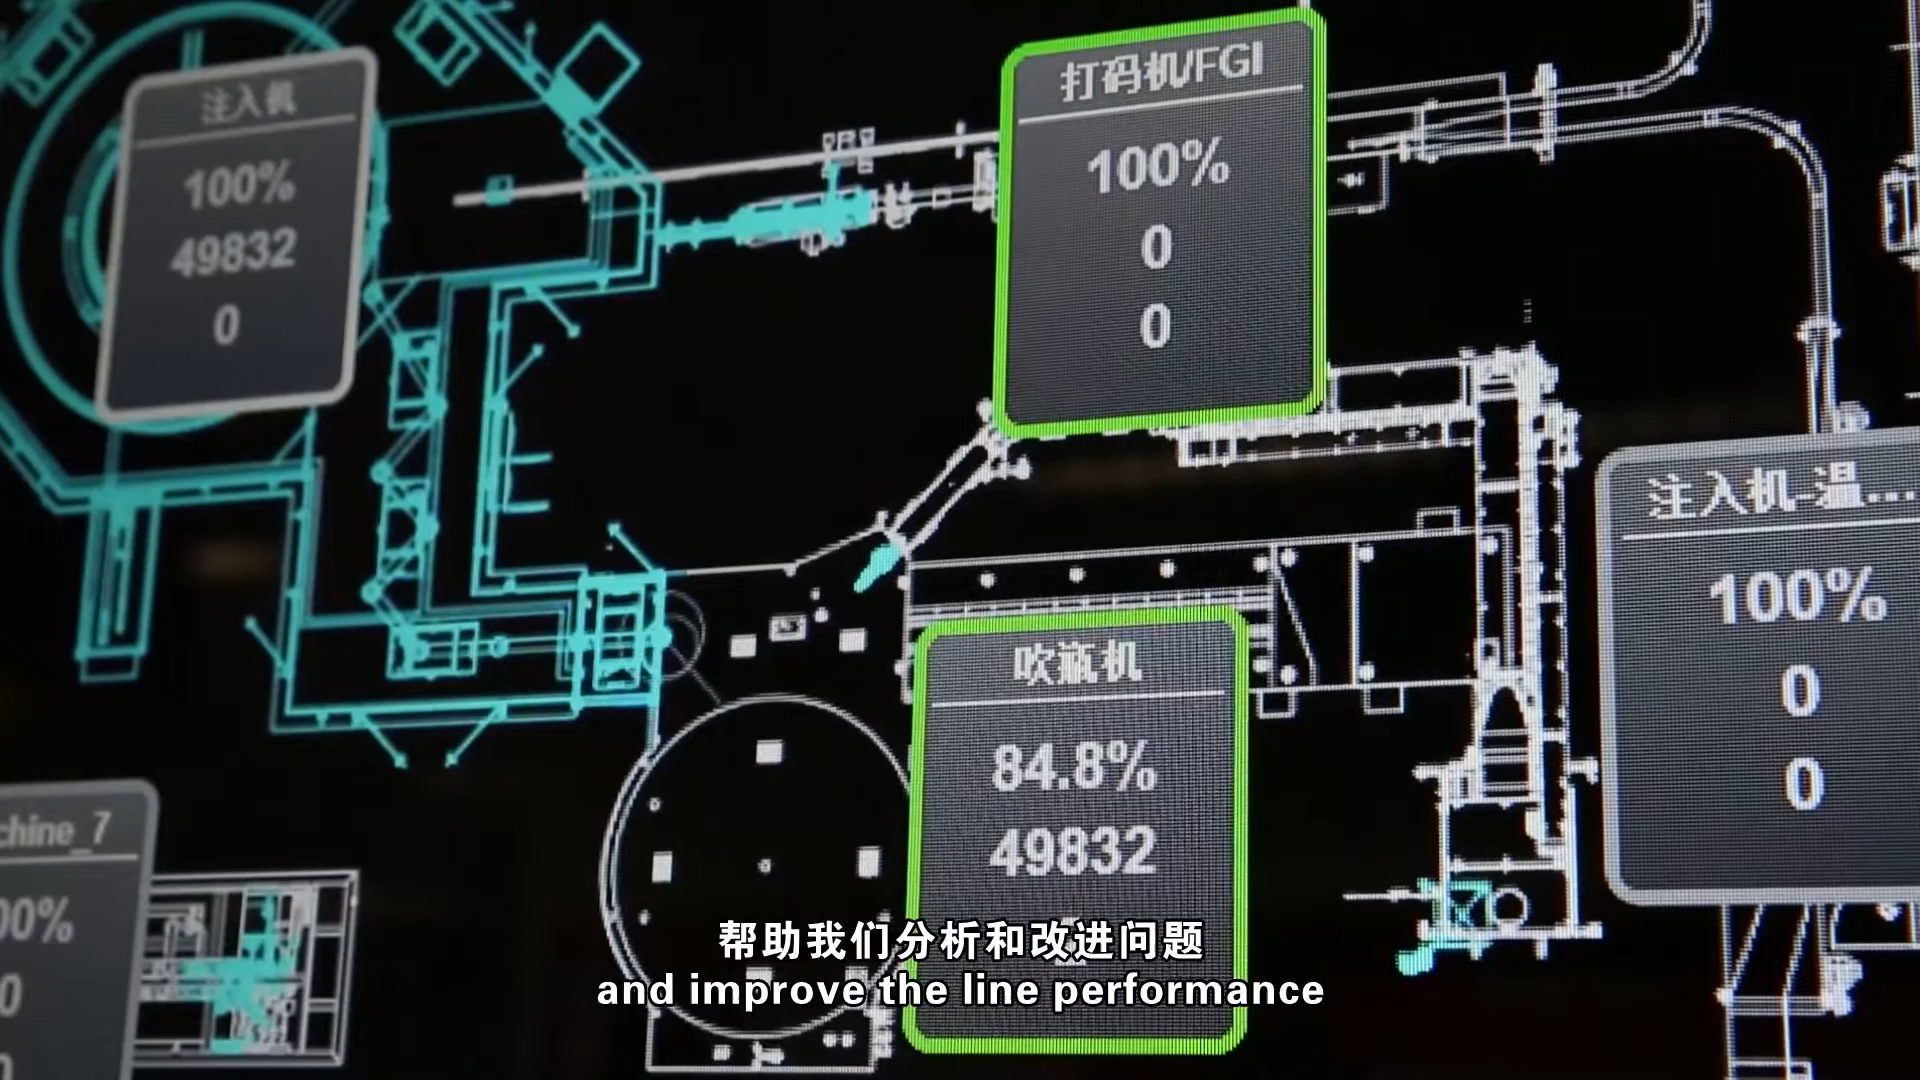 注入机
100%
49832
0
打码机/FGI
100%
0
0
注入机-温...
100%
0
0
吹瓶机
84.8%
49832
chine_7
00%
0
帮助我们分析和改进问题
and improve the line performance